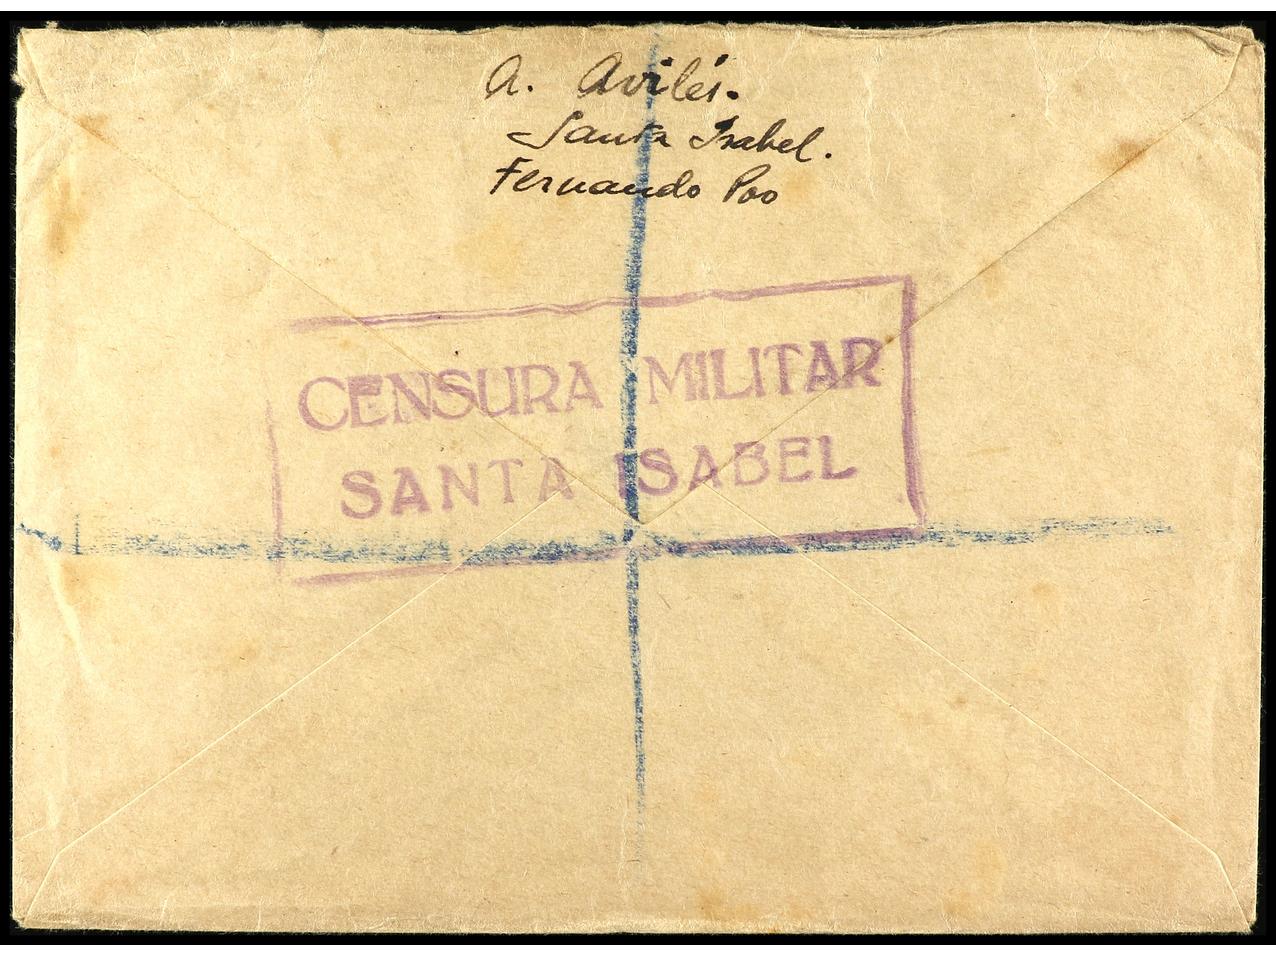 A. Avilés.
Santa Isabel.
Fernando Poo
CENSURA MILITAR
SANTA ISABEL